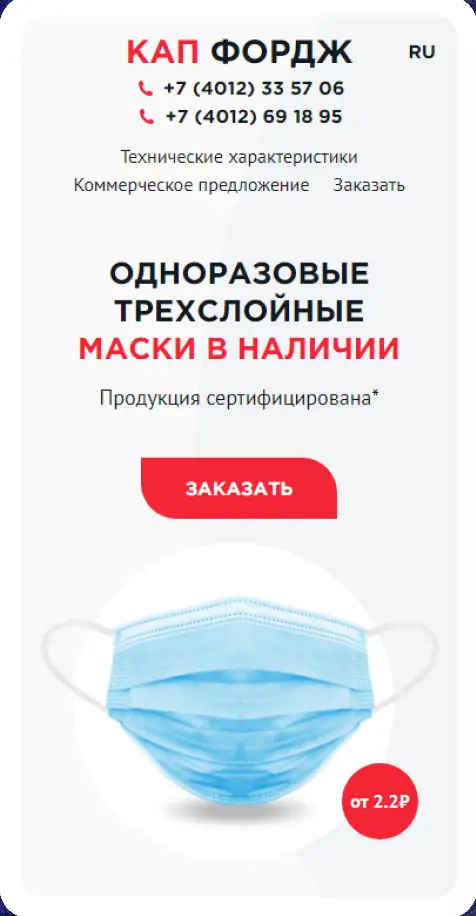 КАП ФОРДЖ
RU
+7 (4012) 33 57 06
+7 (4012) 69 18 95
Технические характеристики
Коммерческое предложение Заказать
ОДНОРАЗОВЫЕ
ТРЕХСЛОЙНЫЕ
МАСКИ В НАЛИЧИИ
Продукция сертифицирована*
ЗАКАЗАТЬ
от 2.2₽